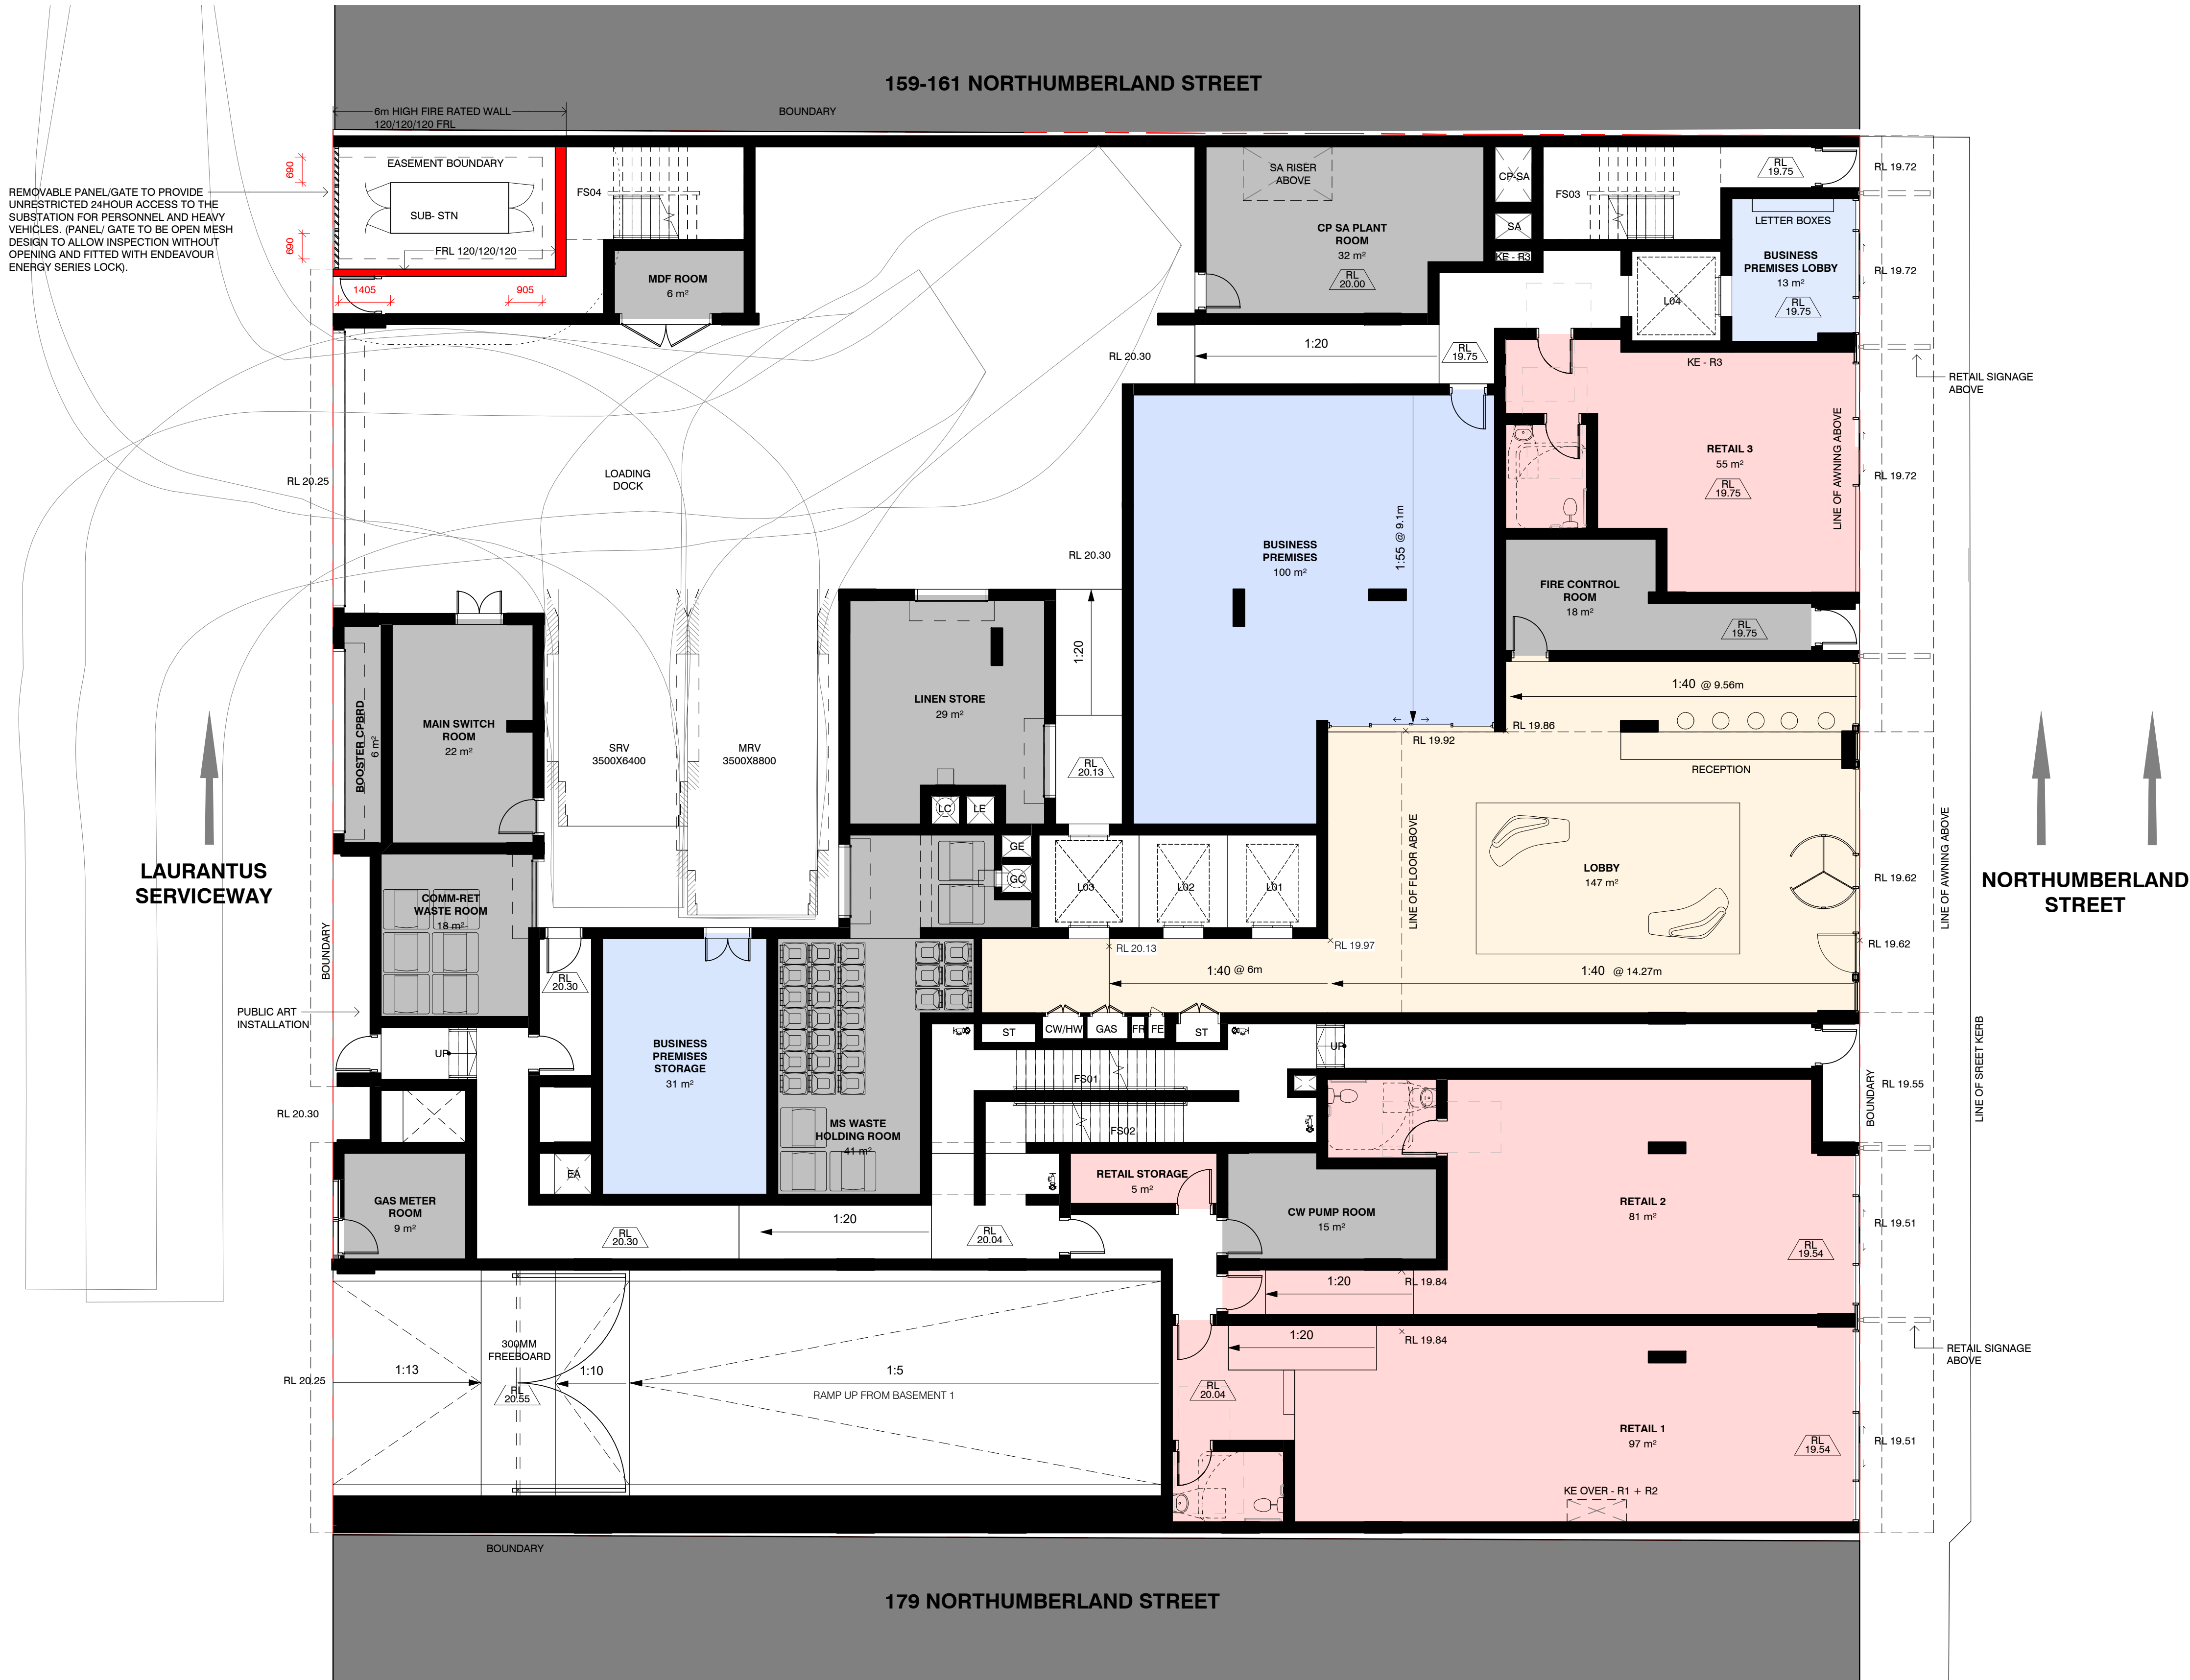 159-161 NORTHUMBERLAND STREET
6m HIGH FIRE RATED WALL
120/120/120 FRL
BOUNDARY
EASEMENT BOUNDARY
690
SUB- STN
690
FRL 120/120/120
1405
905
REMOVABLE PANEL/GATE TO PROVIDE
UNRESTRICTED 24HOUR ACCESS TO THE
SUBSTATION FOR PERSONNEL AND HEAVY
VEHICLES. (PANEL/ GATE TO BE OPEN MESH
DESIGN TO ALLOW INSPECTION WITHOUT
OPENING AND FITTED WITH ENDEAVOUR
ENERGY SERIES LOCK).
FS04
MDF ROOM
6 m²
SA RISER
ABOVE
CP SA PLANT
ROOM
32 m²
RL
20.00
CP-SA
SA
KE - R3
FS03
RL
19.75
RL 19.72
LETTER BOXES
BUSINESS
PREMISES LOBBY
13 m²
RL
19.75
RL 19.72
L04
RL 20.30
1:20
RL
19.75
KE - R3
RETAIL SIGNAGE
ABOVE
RETAIL 3
55 m²
RL
19.75
LINE OF AWNING ABOVE
RL 19.72
LOADING
DOCK
RL 20.25
RL 20.30
BUSINESS
PREMISES
100 m²
1:55 @ 9.1m
FIRE CONTROL
ROOM
18 m²
RL
19.75
1:20
LINEN STORE
29 m²
LC
LE
RL
20.13
1:40 @ 9.56m
RL 19.86
RL 19.92
RECEPTION
BOOSTER CPBRD
6 m²
MAIN SWITCH
ROOM
22 m²
SRV
3500X6400
MRV
3500X8800
LAURANTUS
SERVICEWAY
COMM-RET
WASTE ROOM
18 m²
GE
GC
L03
L02
L01
LINE OF FLOOR ABOVE
LOBBY
147 m²
RL 19.62
RL 19.62
LINE OF AWNING ABOVE
NORTHUMBERLAND
STREET
BOUNDARY
RL 20.13
RL 19.97
1:40 @ 6m
1:40 @ 14.27m
PUBLIC ART
INSTALLATION
RL
20.30
ST
CW/HW
GAS
FR
FE
ST
UP
UP
BUSINESS
PREMISES
STORAGE
31 m²
FS01
FS02
MS WASTE
HOLDING ROOM
41 m²
RL 20.30
EA
RL 19.55
BOUNDARY
LINE OF SREET KERB
GAS METER
ROOM
9 m²
RETAIL STORAGE
5 m²
CW PUMP ROOM
15 m²
RETAIL 2
81 m²
RL
19.54
RL 19.51
RL
20.30
1:20
RL
20.04
1:20
RL 19.84
RL 19.84
1:20
RETAIL SIGNAGE
ABOVE
RL 20.25
1:13
300MM
FREEBOARD
RL
20.55
1:10
1:5
RAMP UP FROM BASEMENT 1
RL
20.04
RETAIL 1
97 m²
RL
19.54
RL 19.51
KE OVER - R1 + R2
BOUNDARY
179 NORTHUMBERLAND STREET